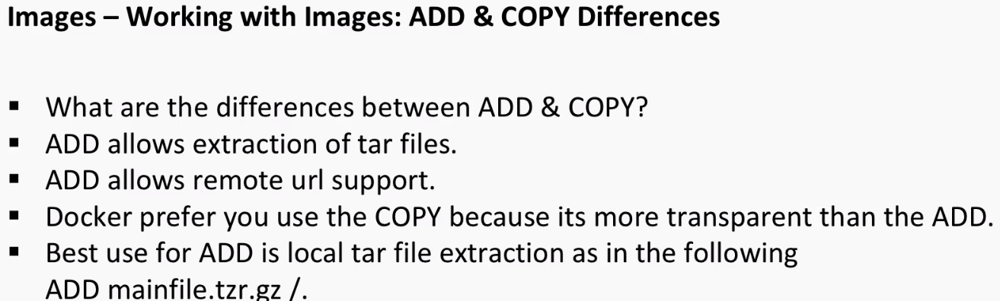 Images – Working with Images: ADD & COPY Differences
▪ What are the differences between ADD & COPY?
▪ ADD allows extraction of tar files.
▪ ADD allows remote url support.
▪ Docker prefer you use the COPY because its more transparent than the ADD.
▪ Best use for ADD is local tar file extraction as in the following
ADD mainfile.tzr.gz /.